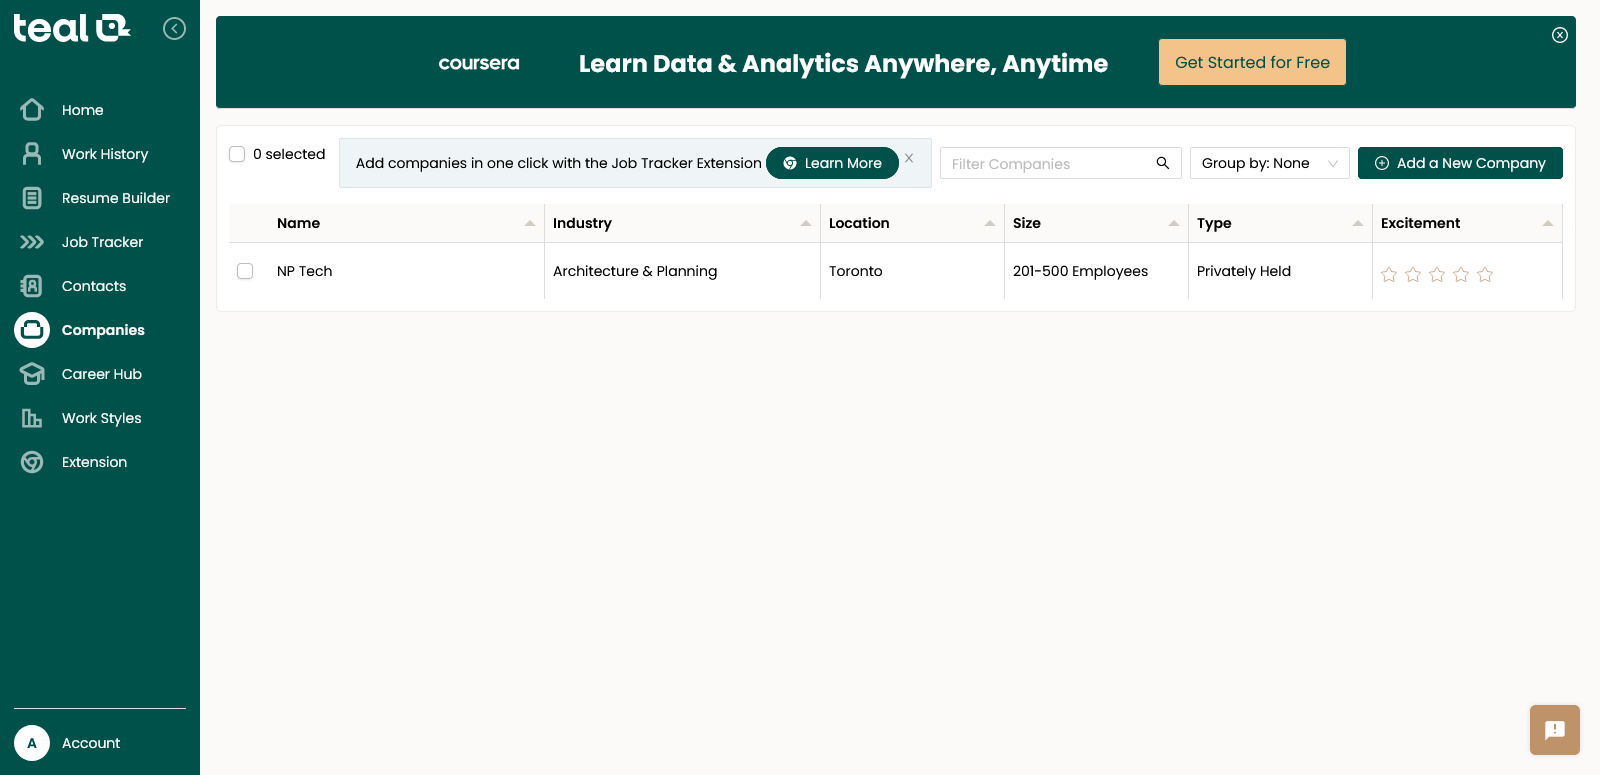 teal
Home
Work History
Resume Builder
Job Tracker
Contacts
Companies
Career Hub
Work Styles
Extension
A Account
coursera Learn Data & Analytics Anywhere, Anytime Get Started for Free
0 selected Add companies in one click with the Job Tracker Extension Learn More Filter Companies Group by: None Add a New Company
Name Industry Location Size Type Excitement
NP Tech Architecture & Planning Toronto 201-500 Employees Privately Held